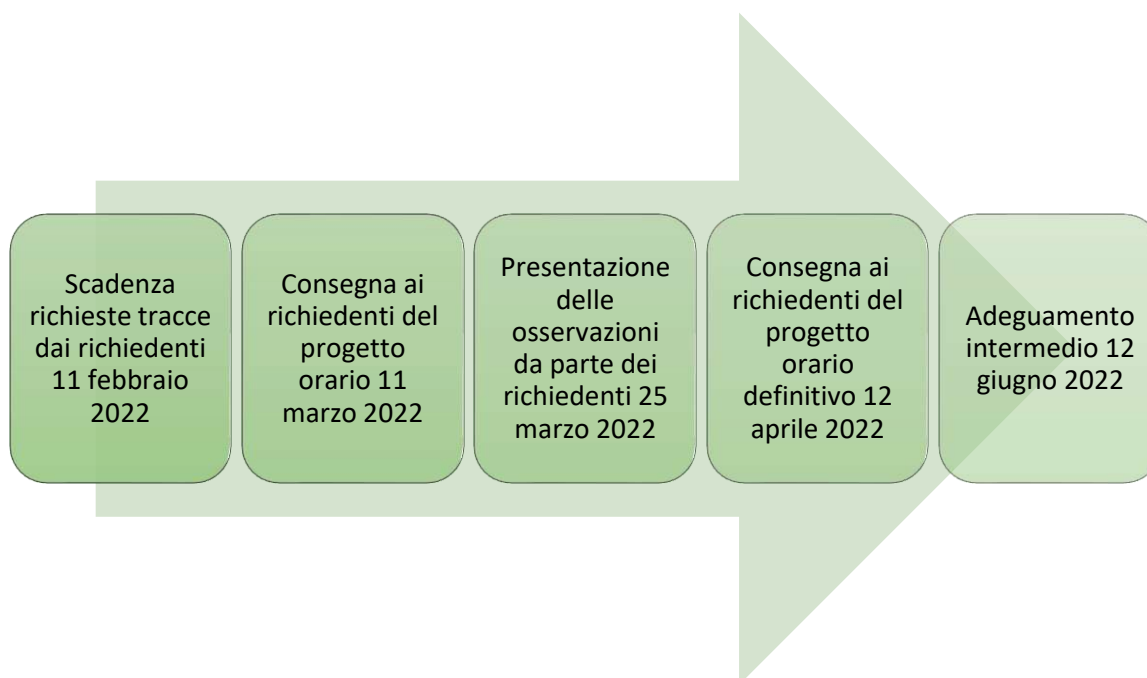 Scadenza
richieste tracce
dai richiedenti
11 febbraio
2022
Consegna ai
richiedenti del
progetto
orario 11
marzo 2022
Presentazione
delle
osservazioni
da parte dei
richiedenti 25
marzo 2022
Consegna ai
richiedenti del
progetto
orario
definitivo 12
aprile 2022
Adeguamento
intermedio 12
giugno 2022